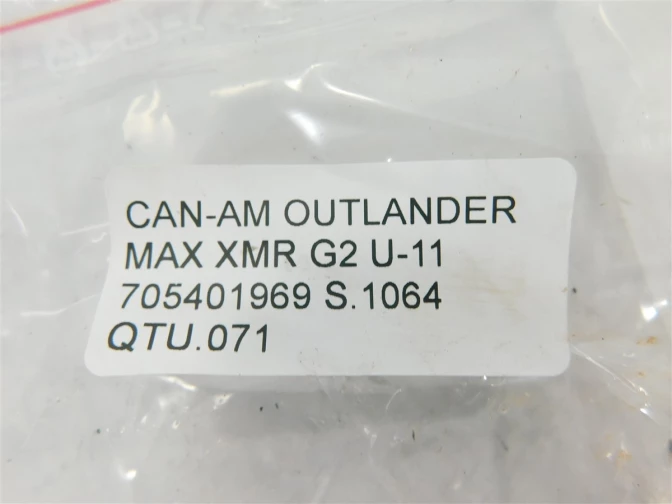 CAN-AM OUTLANDER
MAX XMR G2 U-11
705401969 S.1064
QTU.071